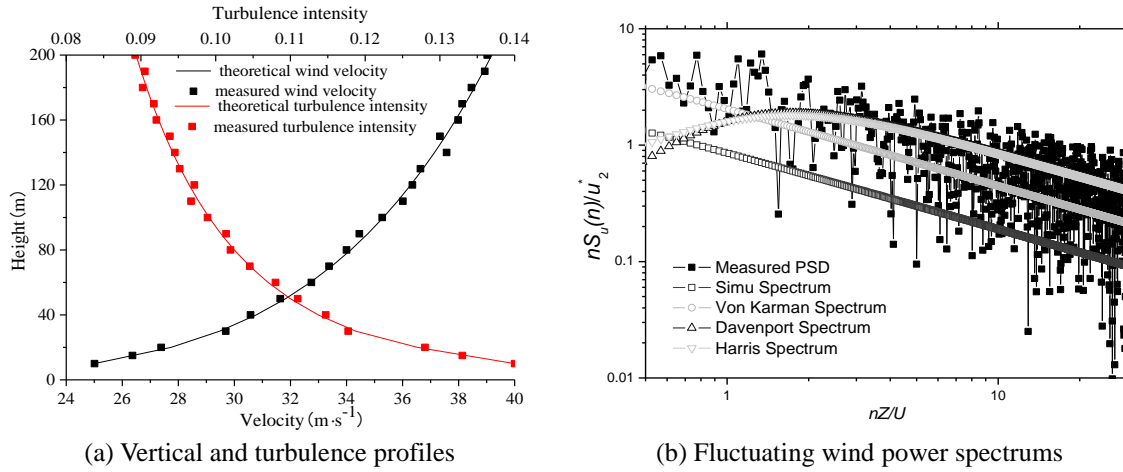 Turbulence intensity
0.08 0.09 0.10 0.11 0.12 0.13 0.14
200
160
120
80
40
0
Height(m)
theoretical wind velocity
measured wind velocity
theoretical turbulence intensity
measured turbulence intensity
24 26 28 30 32 34 36 38 40
Velocity(m·s-1)
(a) Vertical and turbulence profiles
10
1
0.1
0.01
nSu(n)/u*2
Measured PSD
Simu Spectrum
Von Karman Spectrum
Davenport Spectrum
Harris Spectrum
1 10
nZ/U
(b) Fluctuating wind power spectrums